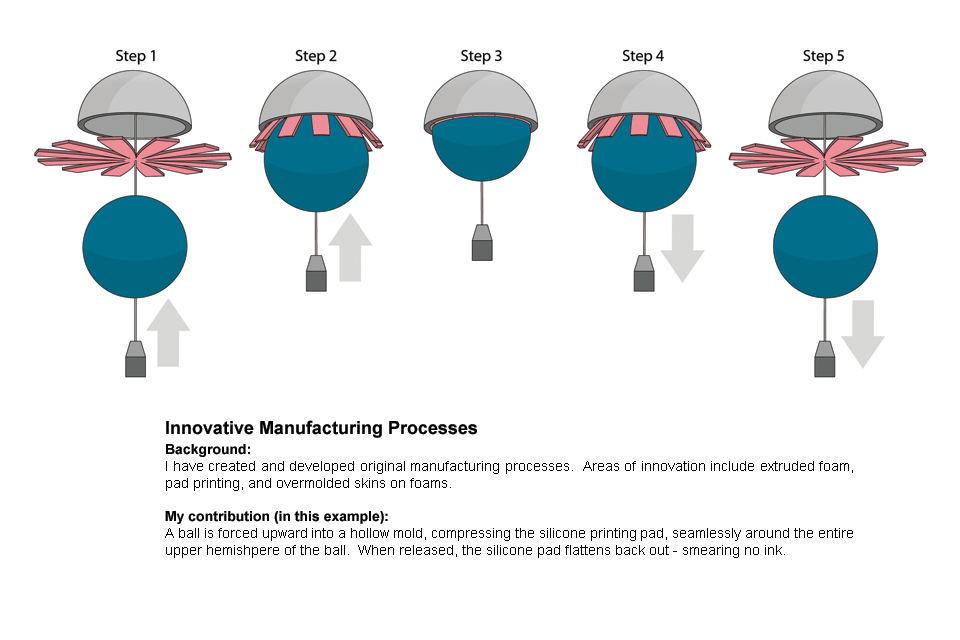 Step 1
Step 2
Step 3
Step 4
Step 5
Innovative Manufacturing Processes
Background:
I have created and developed original manufacturing processes.  Areas of innovation include extruded foam,
pad printing, and overmolded skins on foams.
My contribution (in this example):
A ball is forced upward into a hollow mold, compressing the silicone printing pad, seamlessly around the entire
upper hemishpere of the ball.  When released, the silicone pad flattens back out - smearing no ink.